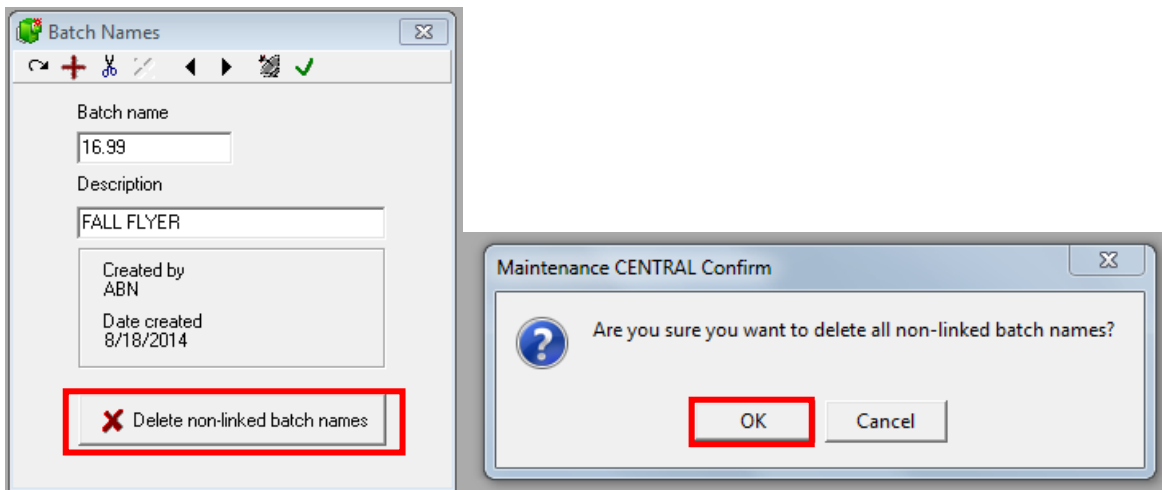 Batch Names
Batch name
16.99
Description
FALL FLYER
Created by
ABN
Date created
8/18/2014
Delete non-linked batch names
Maintenance CENTRAL Confirm
Are you sure you want to delete all non-linked batch names?
OK
Cancel